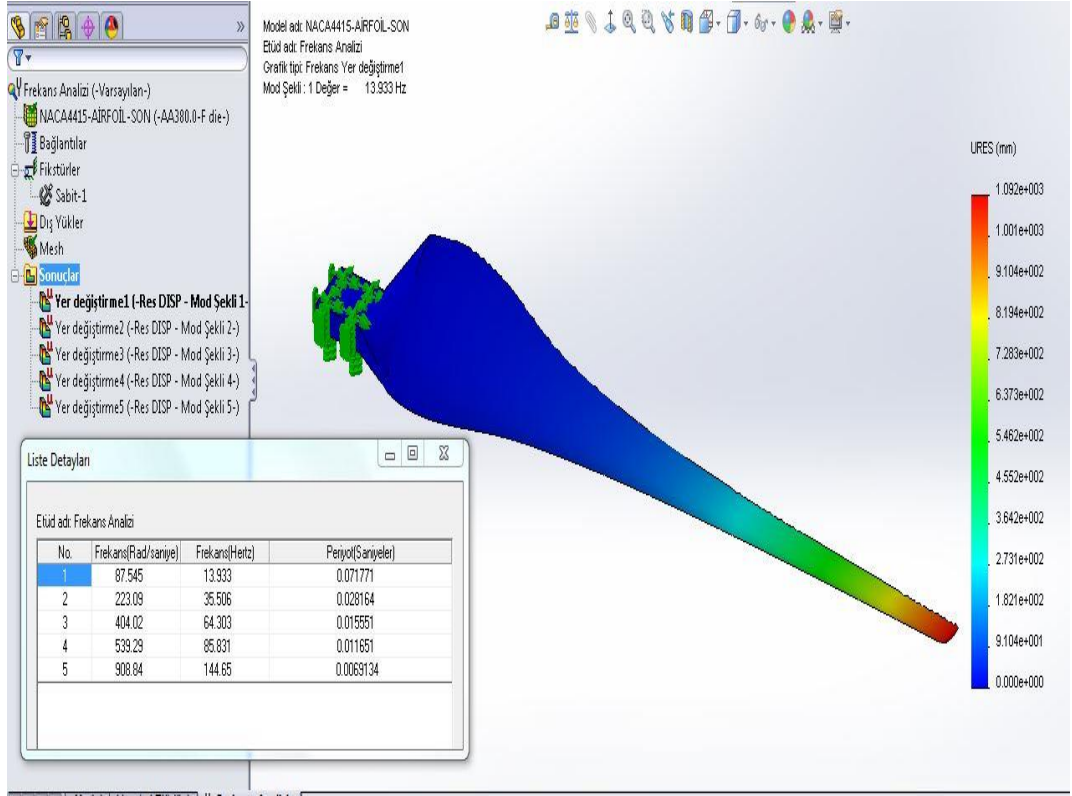 Model adı: NACA4415-AİRFOİL-SON
Etüd adı: Frekans Analizi
Grafik tipi: Frekans Yer değiştirme1
Mod Şekli : 1 Değer = 13.933 Hz
Frekans Analizi (-Varsayılan-)
NACA4415-AİRFOİL-SON (-AA380.0-F die-)
Bağlantılar
Fikstürler
Sabit-1
Dış Yükler
Mesh
Sonuçlar
Yer değiştirme1 (-Res DISP - Mod Şekli 1-
Yer değiştirme2 (-Res DISP - Mod Şekli 2-)
Yer değiştirme3 (-Res DISP - Mod Şekli 3-)
Yer değiştirme4 (-Res DISP - Mod Şekli 4-)
Yer değiştirme5 (-Res DISP - Mod Şekli 5-)
Liste Detayları
Etüd adı: Frekans Analizi
No. Frekans(Rad/saniye) Frekans(Hertz) Periyot(Saniyeler)
1 87.545 13.933 0.071771
2 223.09 35.506 0.028164
3 404.02 64.303 0.015551
4 539.29 85.831 0.011651
5 908.84 144.65 0.0069134
URES (mm)
1.092e+003
1.001e+003
9.104e+002
8.194e+002
7.283e+002
6.373e+002
5.462e+002
4.552e+002
3.642e+002
2.731e+002
1.821e+002
9.104e+001
0.000e+000